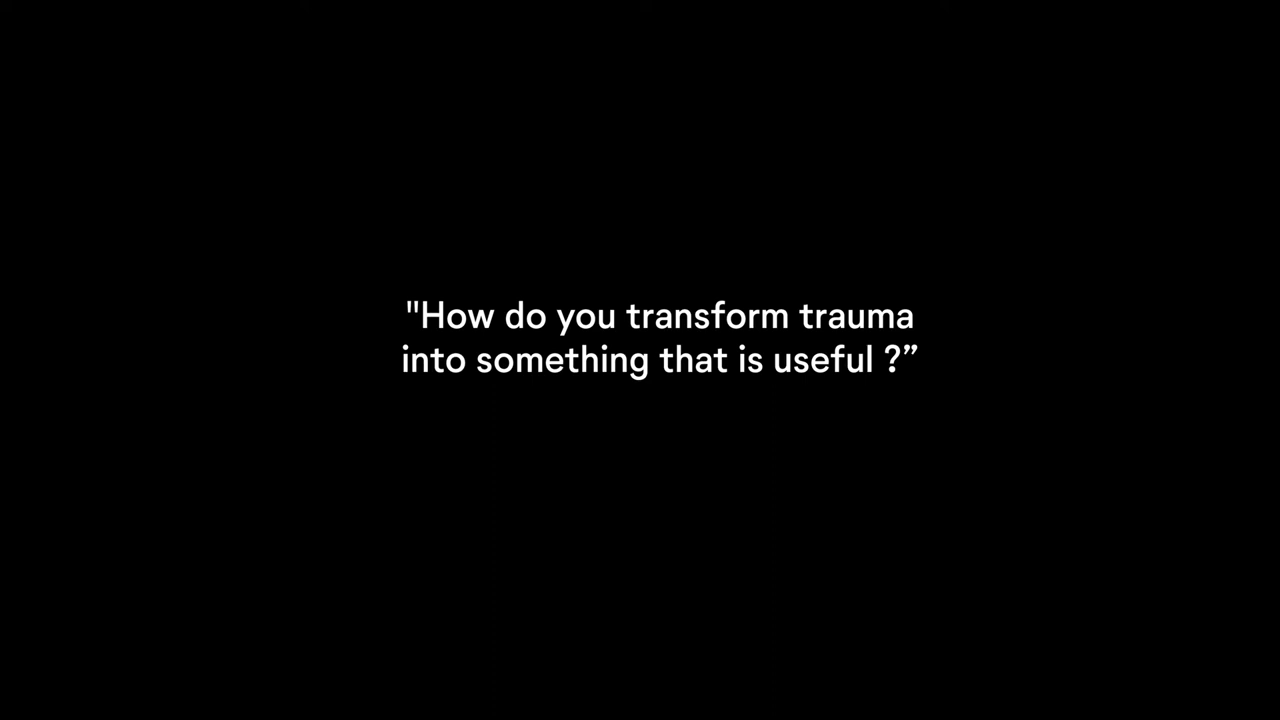 "How do you transform trauma
into something that is useful ?”